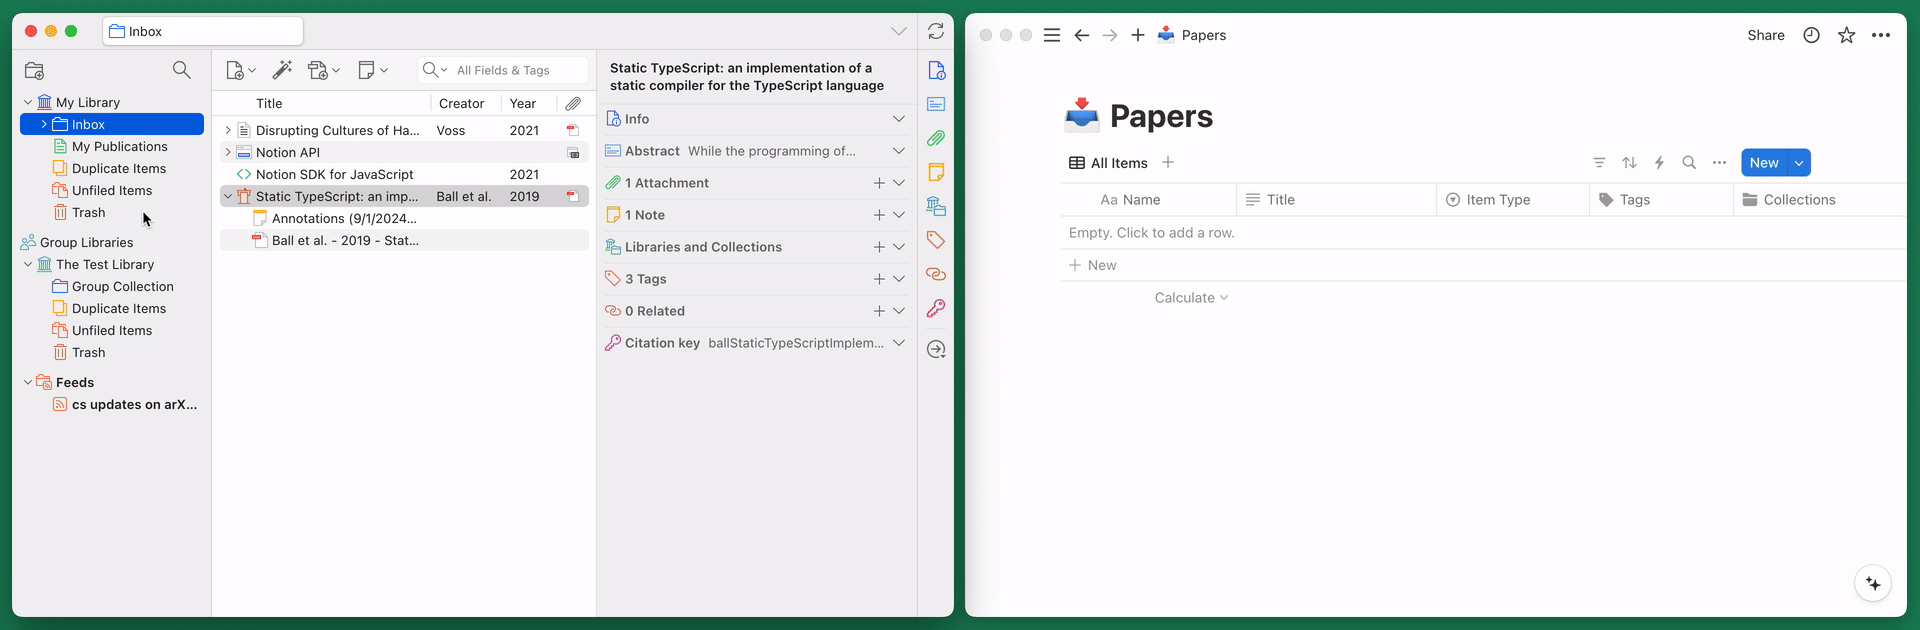 Inbox
My Library
Inbox
My Publications
Duplicate Items
Unfiled Items
Trash
Group Libraries
The Test Library
Group Collection
Duplicate Items
Unfiled Items
Trash
Feeds
cs updates on arX...
All Fields & Tags
Title Creator Year
Disrupting Cultures of Ha... Voss 2021
Notion API
Notion SDK for JavaScript 2021
Static TypeScript: an imp... Ball et al. 2019
Annotations (9/1/2024...
Ball et al. - 2019 - Stat...
Static TypeScript: an implementation of a
static compiler for the TypeScript language
Info
Abstract While the programming of...
1 Attachment
1 Note
Libraries and Collections
3 Tags
0 Related
Citation key ballStaticTypeScriptImplem...
Papers
Share
Papers
All Items
New
Aa Name Title Item Type Tags Collections
Empty. Click to add a row.
New
Calculate